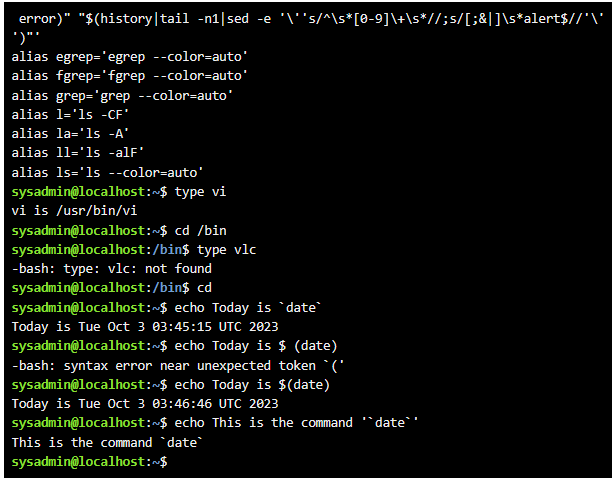 error)" "$(history|tail -n1|sed -e '\''s/^\s*[0-9]\+\s*//;s/[;&|]\s*alert$//'\'
')"'
alias egrep='egrep --color=auto'
alias fgrep='fgrep --color=auto'
alias grep='grep --color=auto'
alias l='ls -CF'
alias la='ls -A'
alias ll='ls -alF'
alias ls='ls --color=auto'
sysadmin@localhost:~$ type vi
vi is /usr/bin/vi
sysadmin@localhost:~$ cd /bin
sysadmin@localhost:/bin$ type vlc
-bash: type: vlc: not found
sysadmin@localhost:/bin$ cd
sysadmin@localhost:~$ echo Today is `date`
Today is Tue Oct 3 03:45:15 UTC 2023
sysadmin@localhost:~$ echo Today is $ (date)
-bash: syntax error near unexpected token `('
sysadmin@localhost:~$ echo Today is $(date)
Today is Tue Oct 3 03:46:46 UTC 2023
sysadmin@localhost:~$ echo This is the command '`date`'
This is the command `date`
sysadmin@localhost:~$